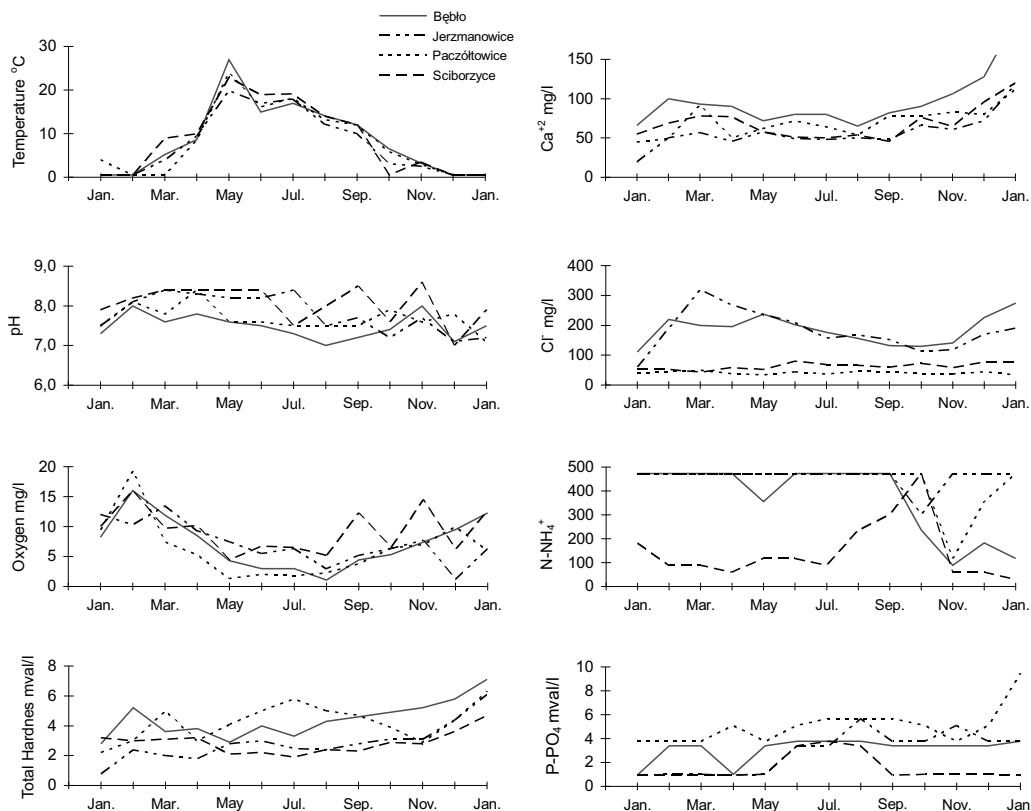 Bębło
Jerzmanowice
Paczółtowice
Sciborzyce
Temperature °C
30
20
10
0
Jan. Mar. May Jul. Sep. Nov. Jan.
Ca⁺² mg/l
150
100
50
0
Jan. Mar. May Jul. Sep. Nov. Jan.
pH
9,0
8,0
7,0
6,0
Jan. Mar. May Jul. Sep. Nov. Jan.
Cl⁻ mg/l
400
300
200
100
0
Jan. Mar. May Jul. Sep. Nov. Jan.
Oxygen mg/l
20
15
10
5
0
Jan. Mar. May Jul. Sep. Nov. Jan.
N-NH₄⁺
500
400
300
200
100
0
Jan. Mar. May Jul. Sep. Nov. Jan.
Total Hardnes mval/l
8
6
4
2
0
Jan. Mar. May Jul. Sep. Nov. Jan.
P-PO₄ mval/l
10
8
6
4
2
0
Jan. Mar. May Jul. Sep. Nov. Jan